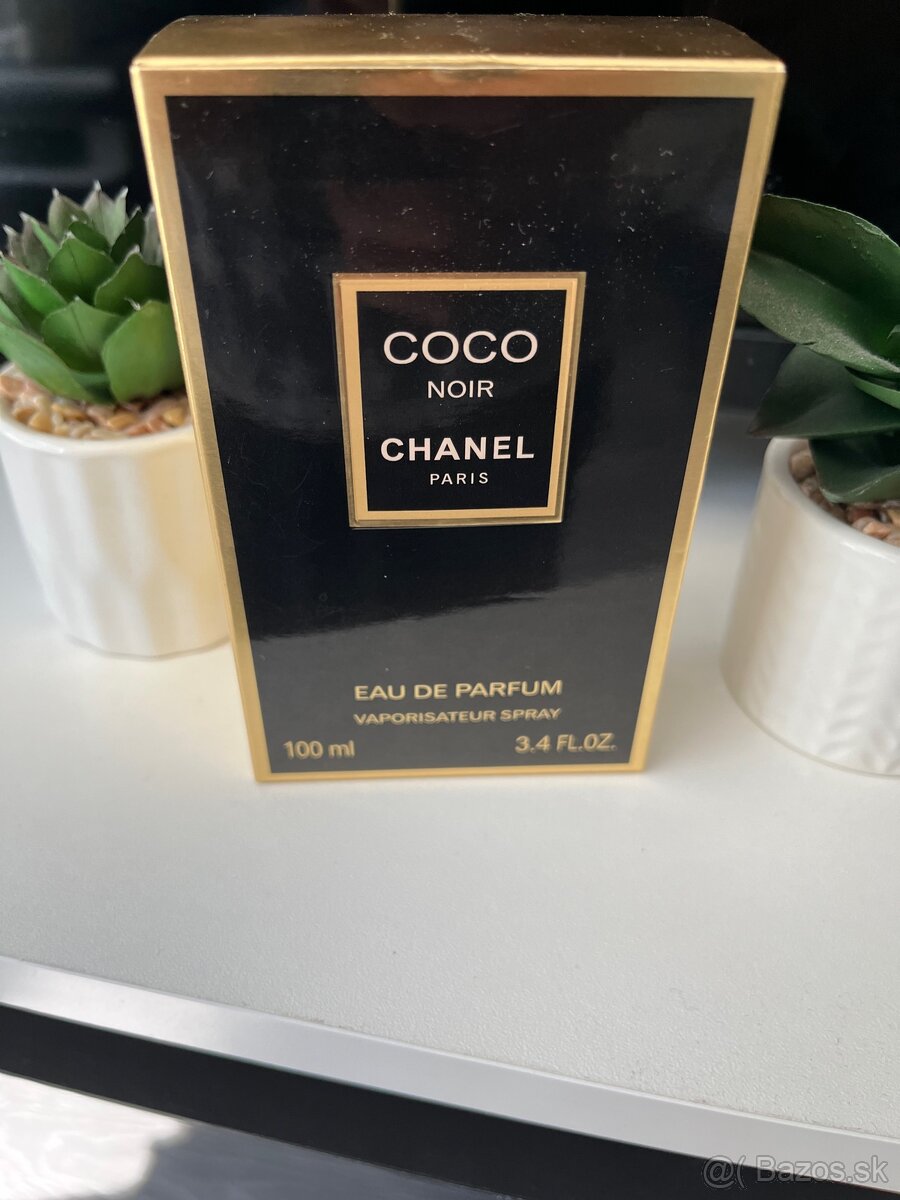 COCO
NOIR
CHANEL
PARIS
EAU DE PARFUM
VAPORISATEUR SPRAY
100 ml 3.4 FL.OZ.
@( Bazos.sk